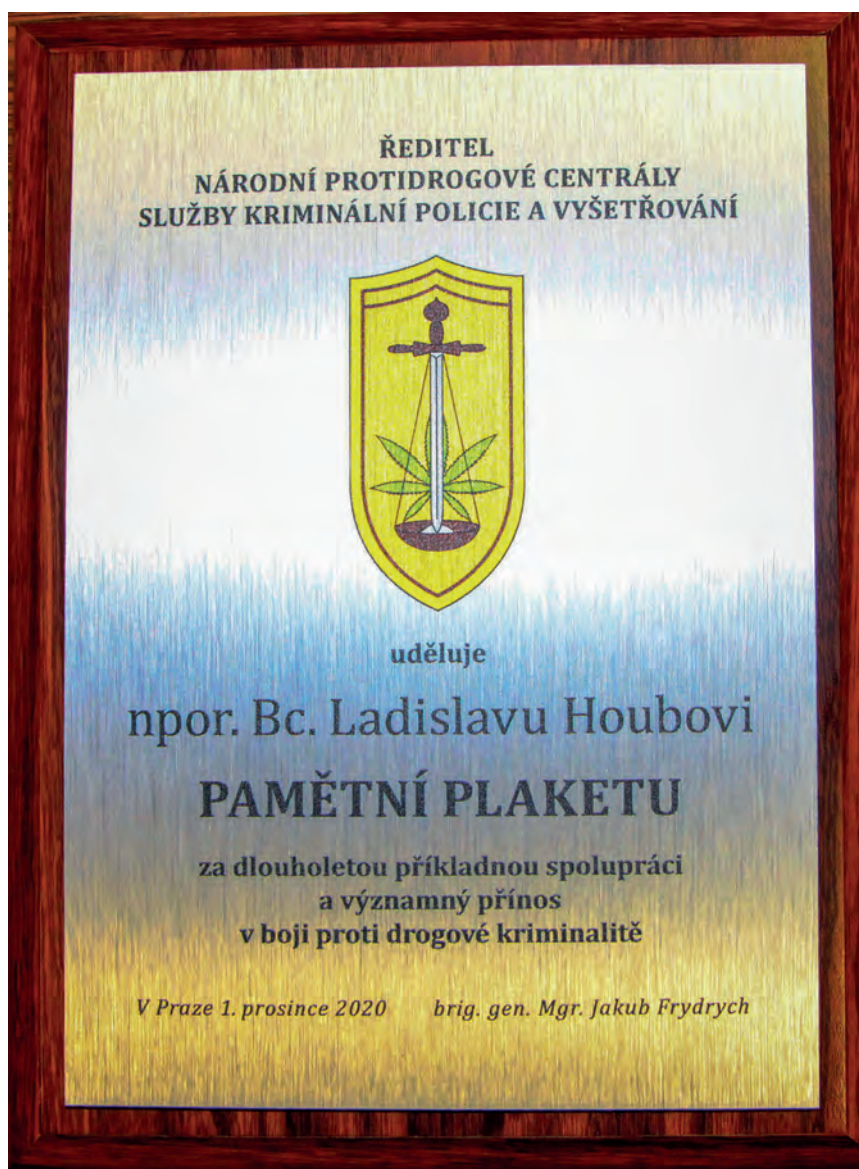 ŘEDITEL
NÁRODNÍ PROTIDROGOVÉ CENTRÁLY
SLUŽBY KRIMINÁLNÍ POLICIE A VYŠETŘOVÁNÍ
uděluje
npor. Bc. Ladislavu Houbovi
PAMĚTNÍ PLAKETU
za dlouholetou příkladnou spolupráci
a významný přínos
v boji proti drogové kriminalitě
V Praze 1. prosince 2020 brig. gen. Mgr. Jakub Frydrych